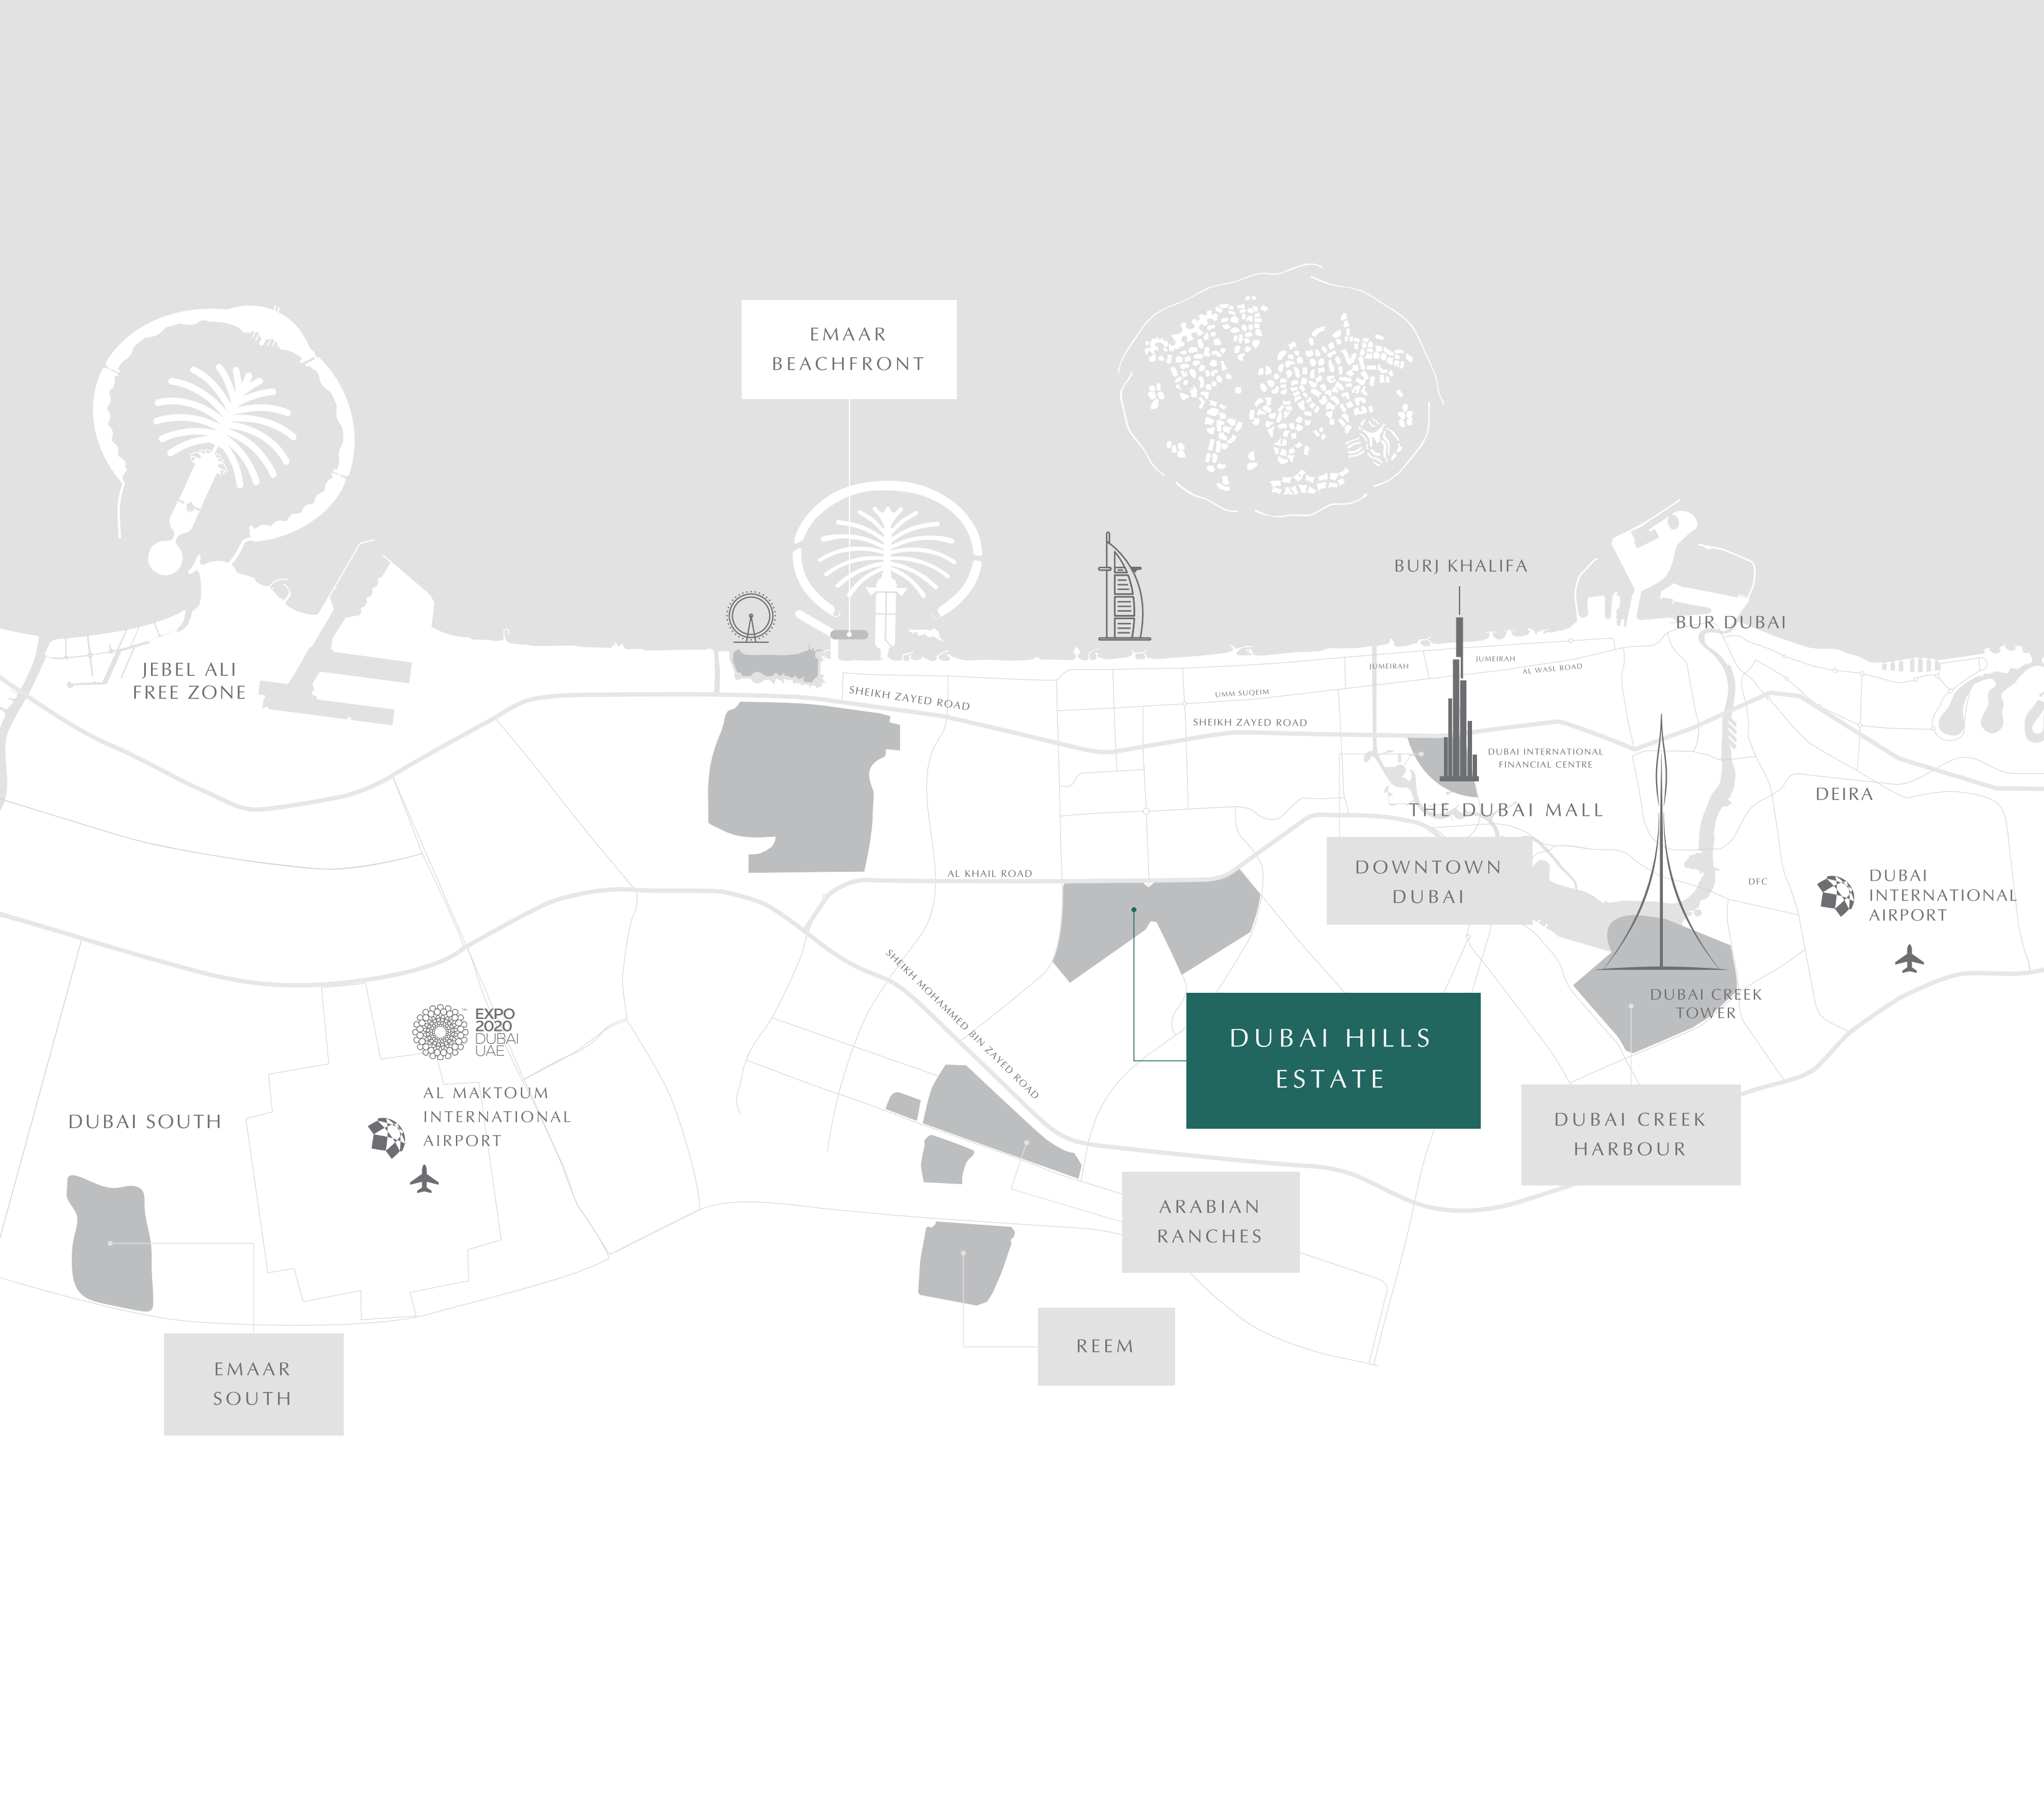 EMAAR
BEACHFRONT
BURJ KHALIFA
BUR DUBAI
JEBEL ALI
FREE ZONE
JUMEIRAH
JUMEIRAH
AL WASL ROAD
SHEIKH ZAYED ROAD
UMM SUQEIM
SHEIKH ZAYED ROAD
DUBAI INTERNATIONAL
FINANCIAL CENTRE
THE DUBAI MALL
DEIRA
DOWNTOWN
DUBAI
AL KHAIL ROAD
DFC
DUBAI
INTERNATIONAL
AIRPORT
SHEIKH MOHAMMED BIN ZAYED ROAD
DUBAI CREEK
TOWER
EXPO
2020
DUBAI
UAE
™
DUBAI HILLS
ESTATE
AL MAKTOUM
INTERNATIONAL
AIRPORT
DUBAI SOUTH
DUBAI CREEK
HARBOUR
ARABIAN
RANCHES
REEM
EMAAR
SOUTH